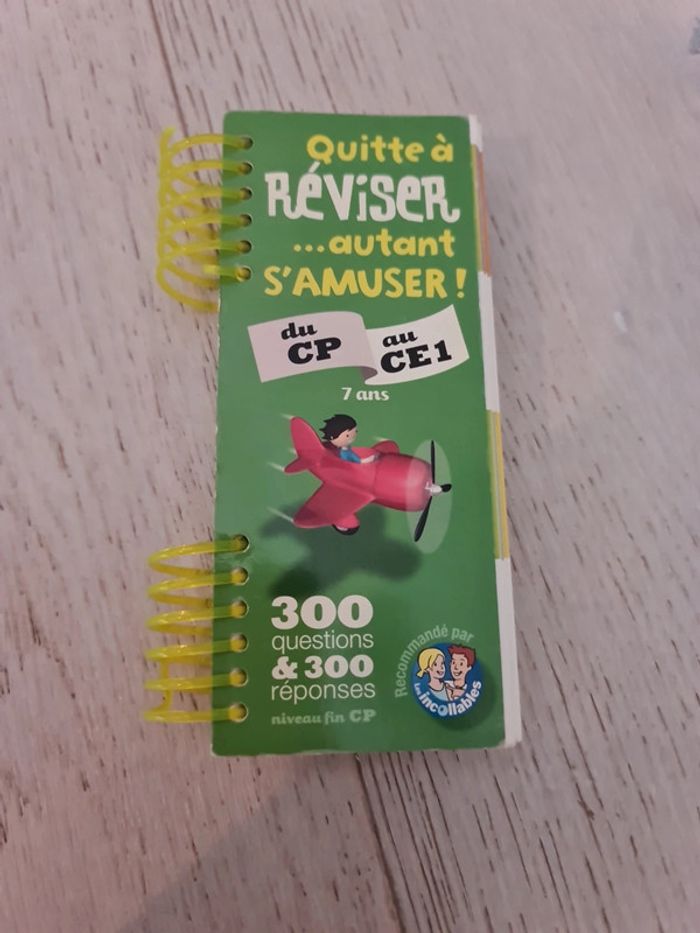 Quitte à
RÉViSER
...autant
S'AMUSER!
du
CP
au
CE1
7 ans
300
questions
& 300
réponses
niveau fin CP
Recommandé par
Les
incollables